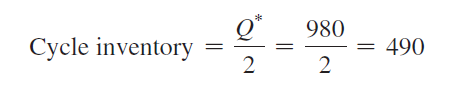 Cycle inventory = Q*/2 = 980/2 = 490